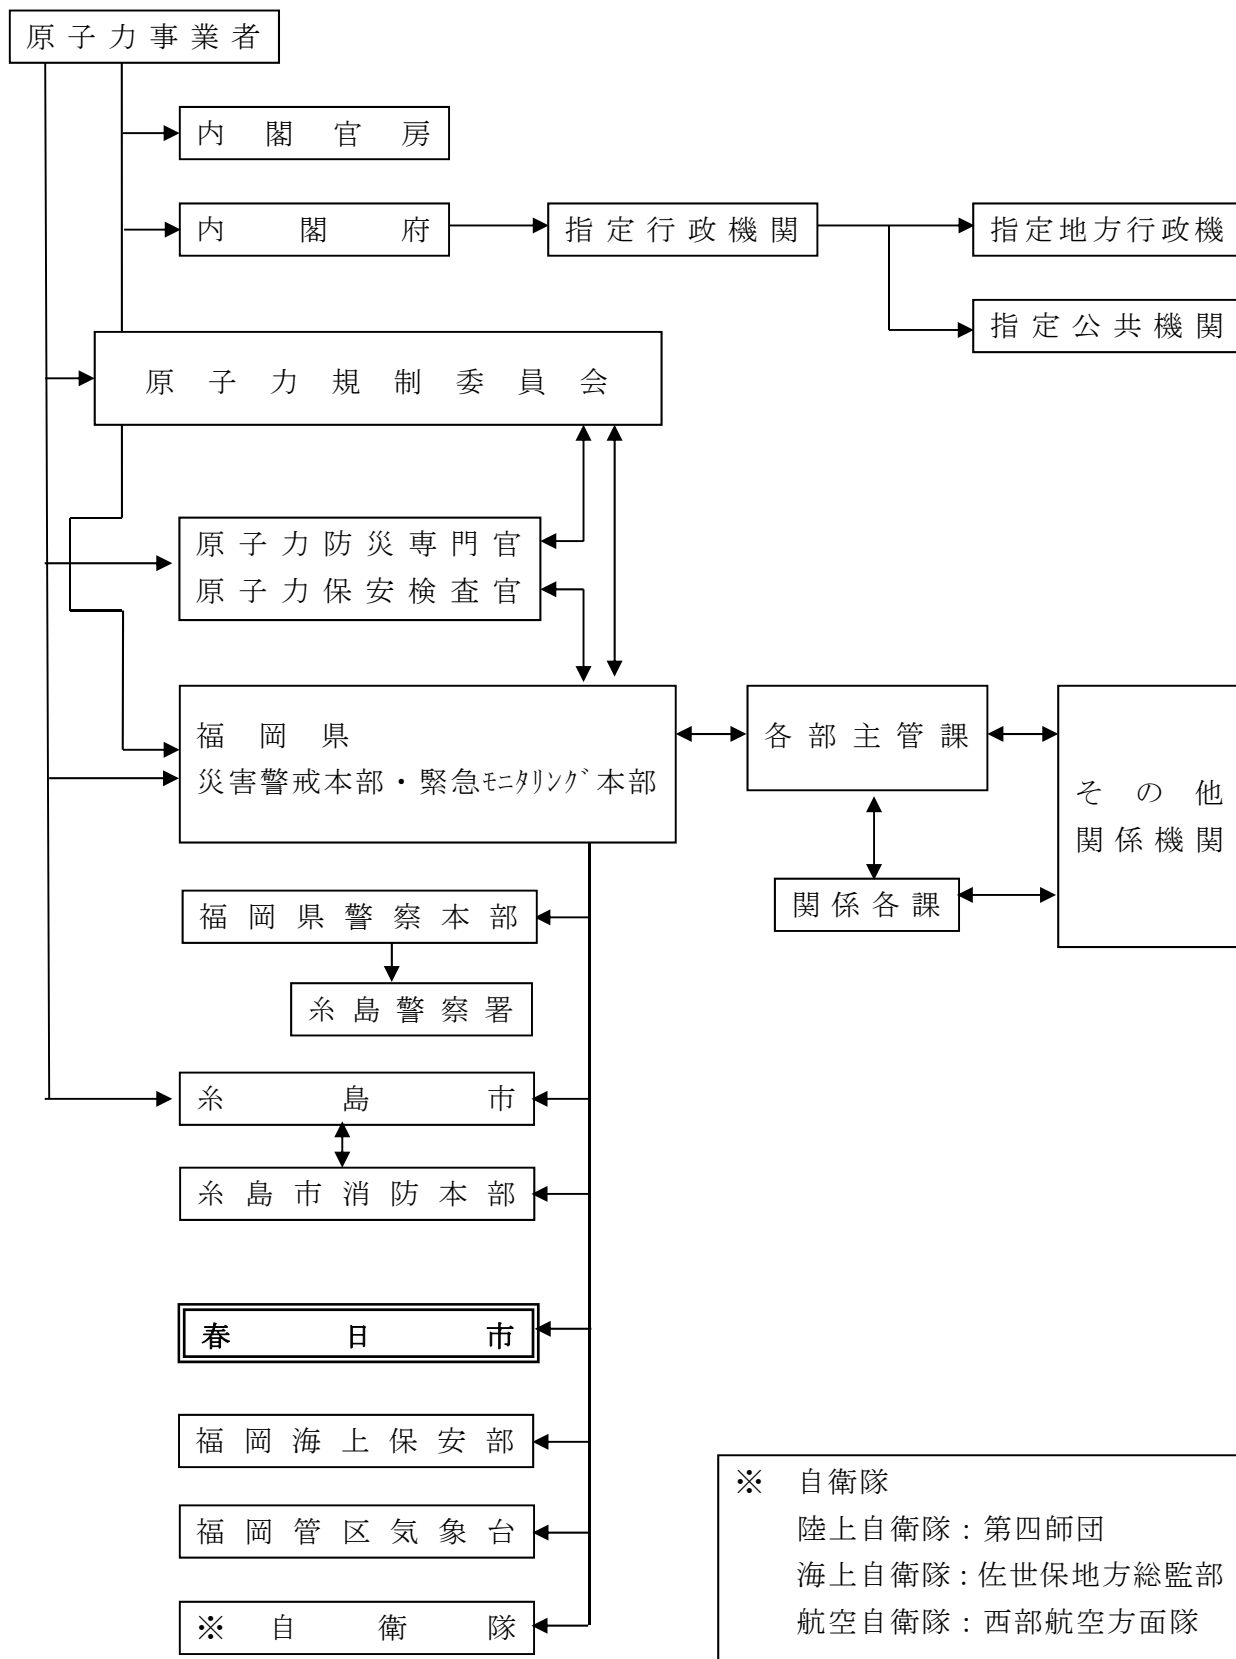 原子力事業者
内閣官房
内閣府
指定行政機関
指定地方行政機
指定公共機関
原子力規制委員会
原子力防災専門官
原子力保安検査官
福岡県
災害警戒本部・緊急ﾓﾆﾀﾘﾝｸﾞ本部
各部主管課
その他
関係機関
関係各課
福岡県警察本部
糸島警察署
糸島市
糸島市消防本部
春日市
福岡海上保安部
福岡管区気象台
※自衛隊
※　自衛隊
陸上自衛隊：第四師団
海上自衛隊：佐世保地方総監部
航空自衛隊：西部航空方面隊